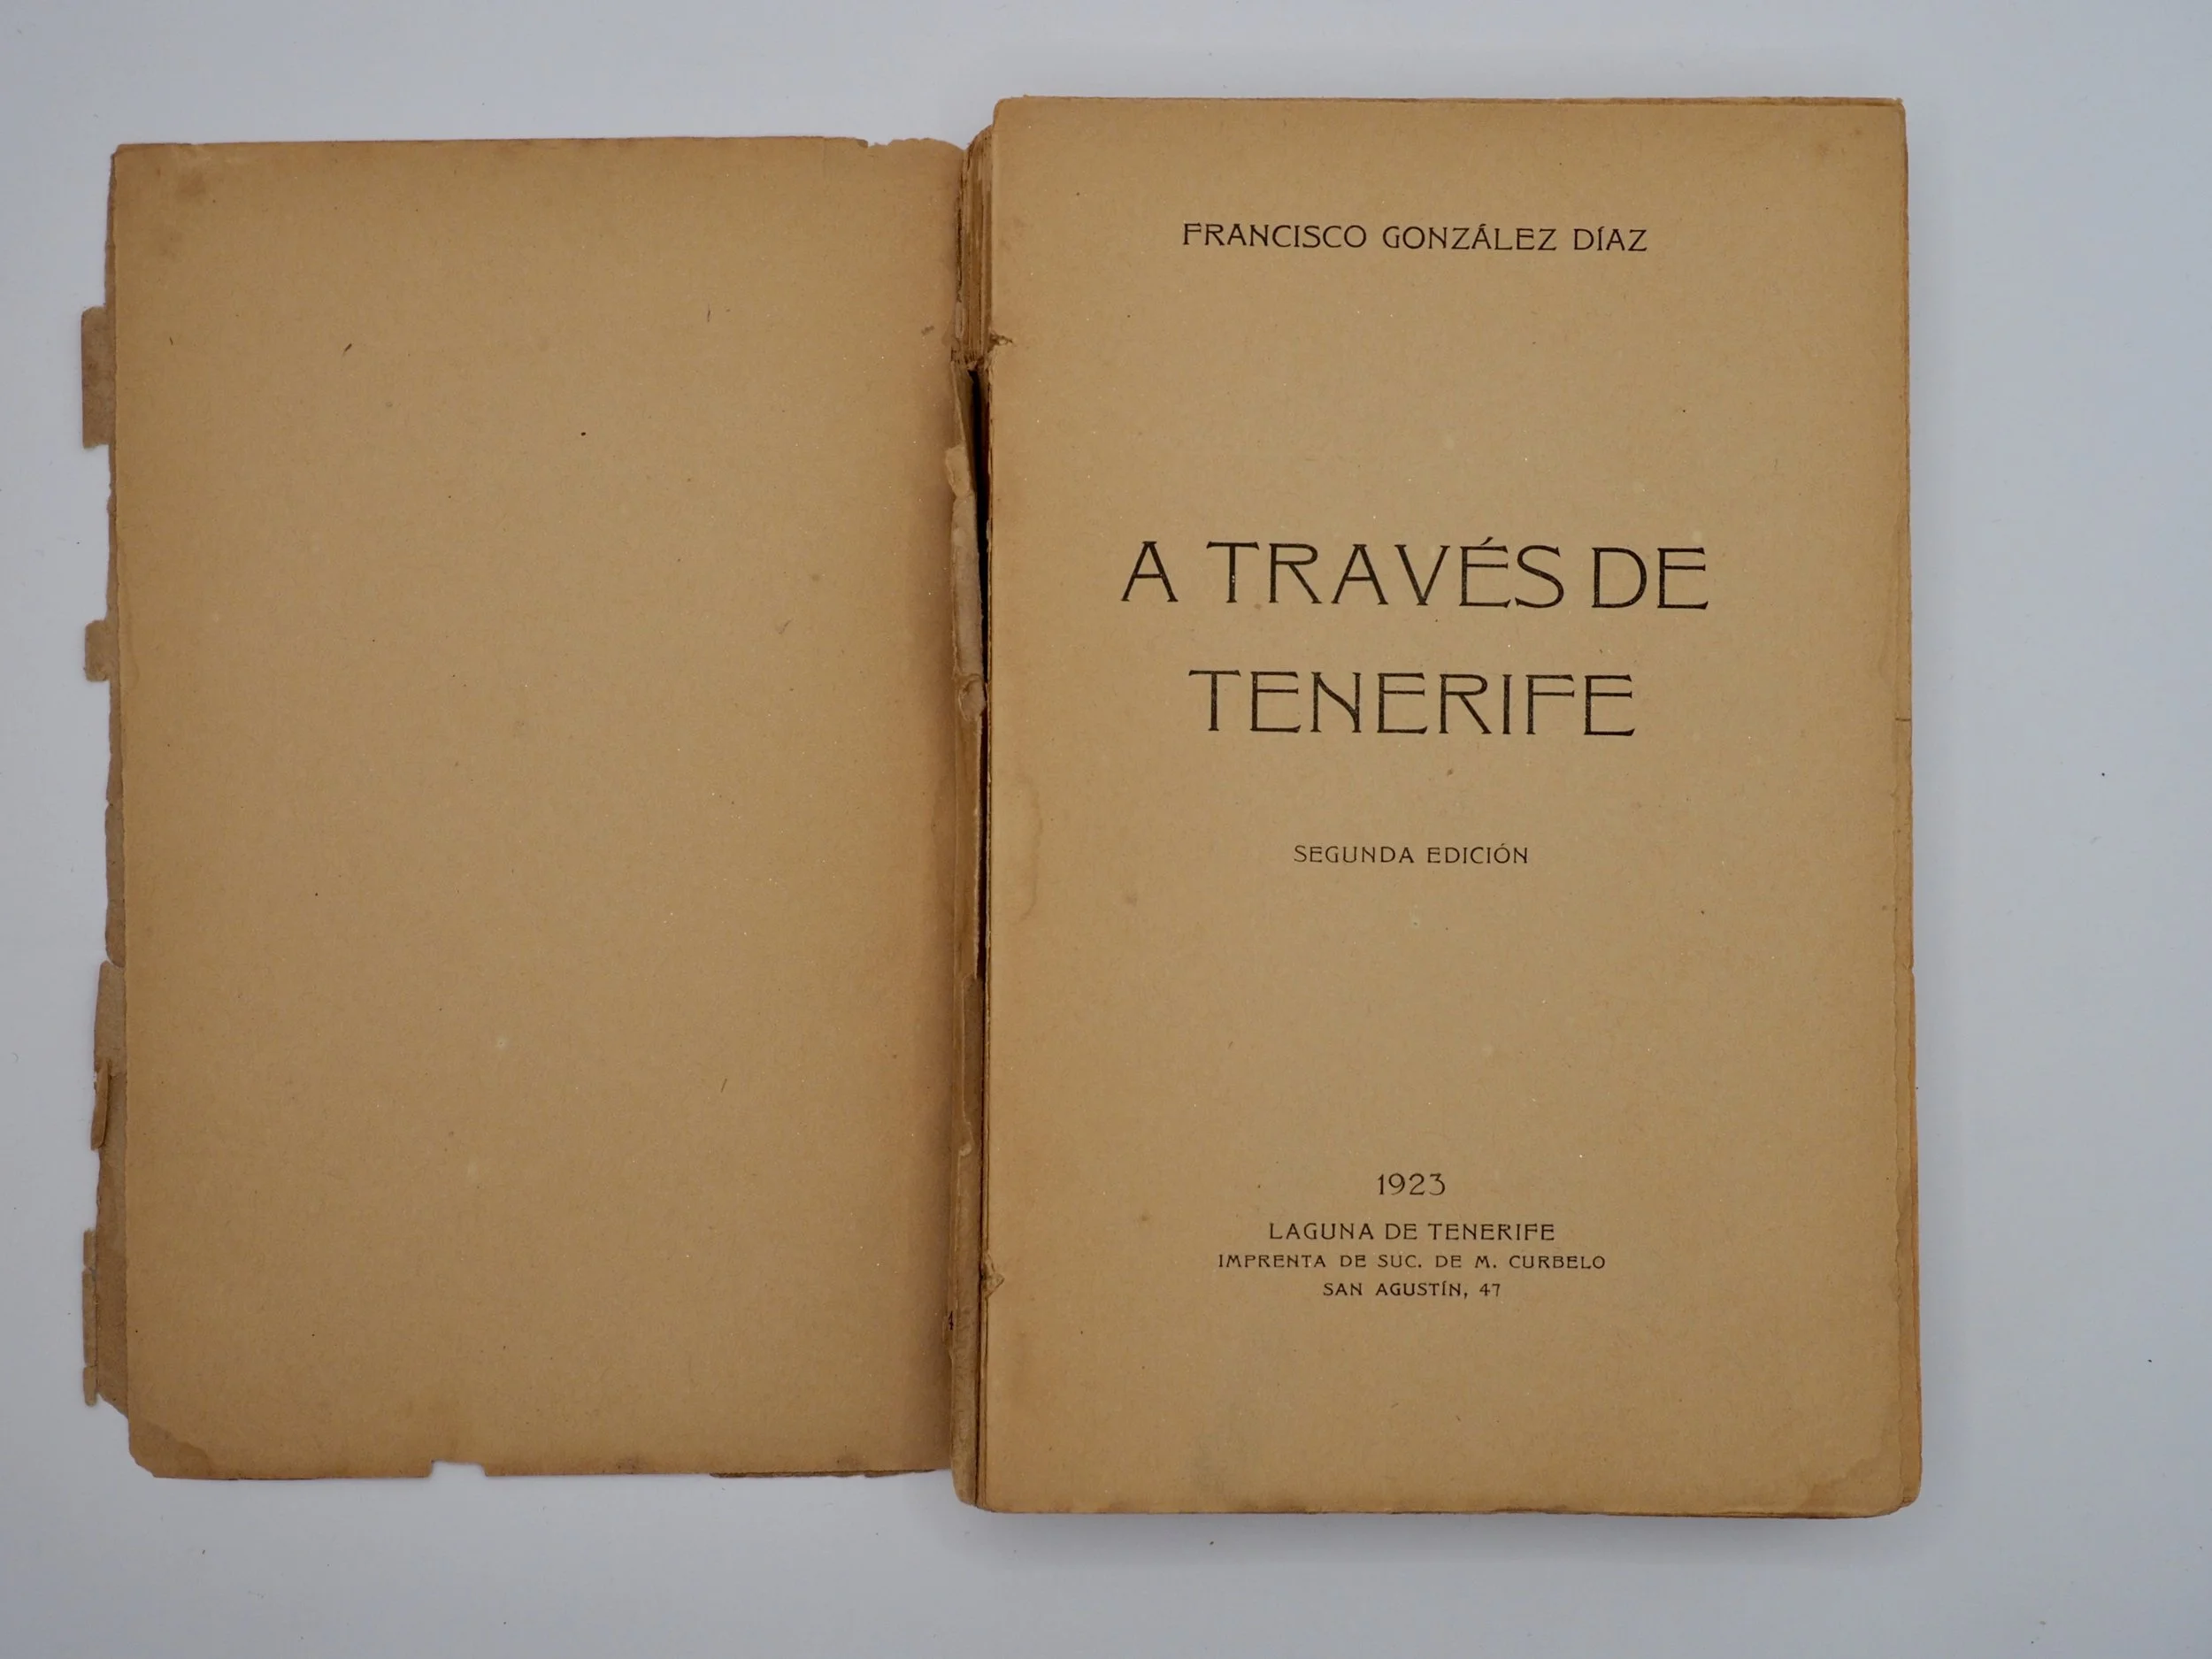 FRANCISCO GONZÁLEZ DÍAZ
A TRAVÉS DE
TENERIFE
SEGUNDA EDICIÓN
1923
LAGUNA DE TENERIFE
IMPRENTA DE SUC. DE M. CURBELO
SAN AGUSTÍN, 47